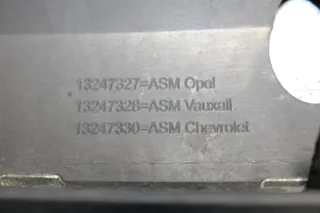 13247327=ASM Opel
13247328=ASM Vauxall
13247330=ASM Chevrolet